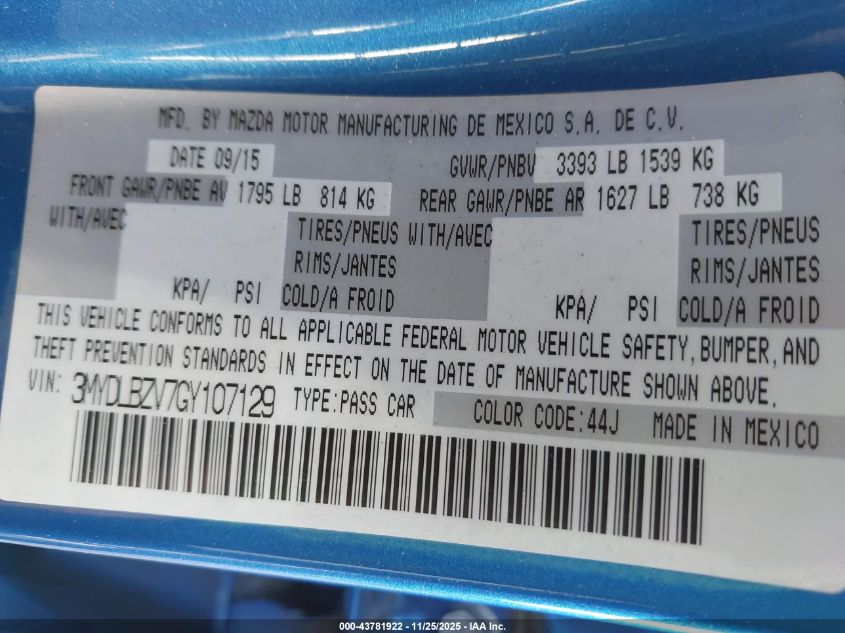 MFD. BY MAZDA MOTOR MANUFACTURING DE MEXICO S.A. DE C.V.
DATE 09/15 GVWR/PNBV 3393 LB 1539 KG
FRONT GAWR/PNBE AV 1795 LB 814 KG REAR GAWR/PNBE AR 1627 LB 738 KG
WITH/AVEC TIRES/PNEUS WITH/AVEC TIRES/PNEUS
RIMS/JANTES RIMS/JANTES
KPA/ PSI COLD/A FROID KPA/ PSI COLD/A FROID
THIS VEHICLE CONFORMS TO ALL APPLICABLE FEDERAL MOTOR VEHICLE SAFETY, BUMPER, AND
THEFT PREVENTION STANDARDS IN EFFECT ON THE DATE OF MANUFACTURE SHOWN ABOVE.
VIN: 3MYDLBZV7GY107129 TYPE:PASS CAR COLOR CODE:44J MADE IN MEXICO
000-43781922 - 11/25/2025 - IAA Inc.